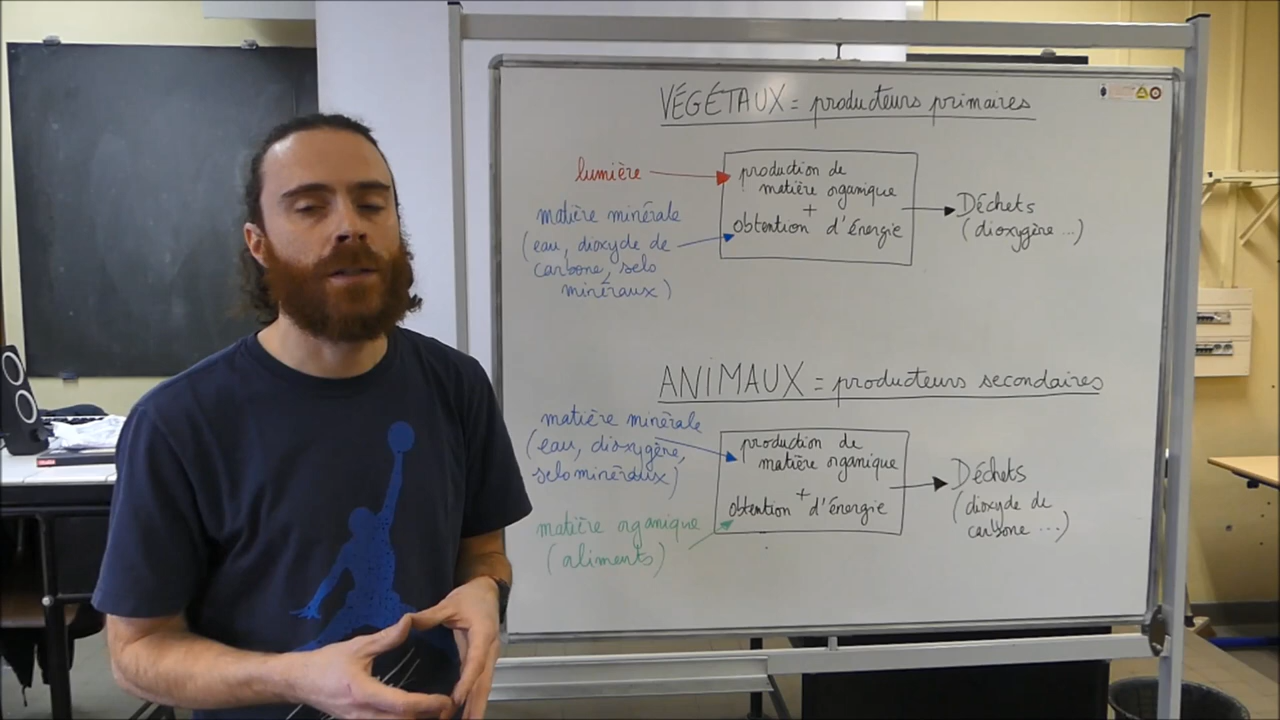 VÉGÉTAUX = producteurs primaires
lumière
production de
matière organique
+
obtention d'énergie
matière minérale
(eau, dioxyde de
carbone, sels
minéraux)
Déchets
(dioxygène ...)
ANIMAUX = producteurs secondaires
matière minérale
(eau, dioxygène,
sels minéraux)
production de
matière organique
+
obtention d'énergie
matière organique
(aliments)
Déchets
(dioxyde de
carbone ...)